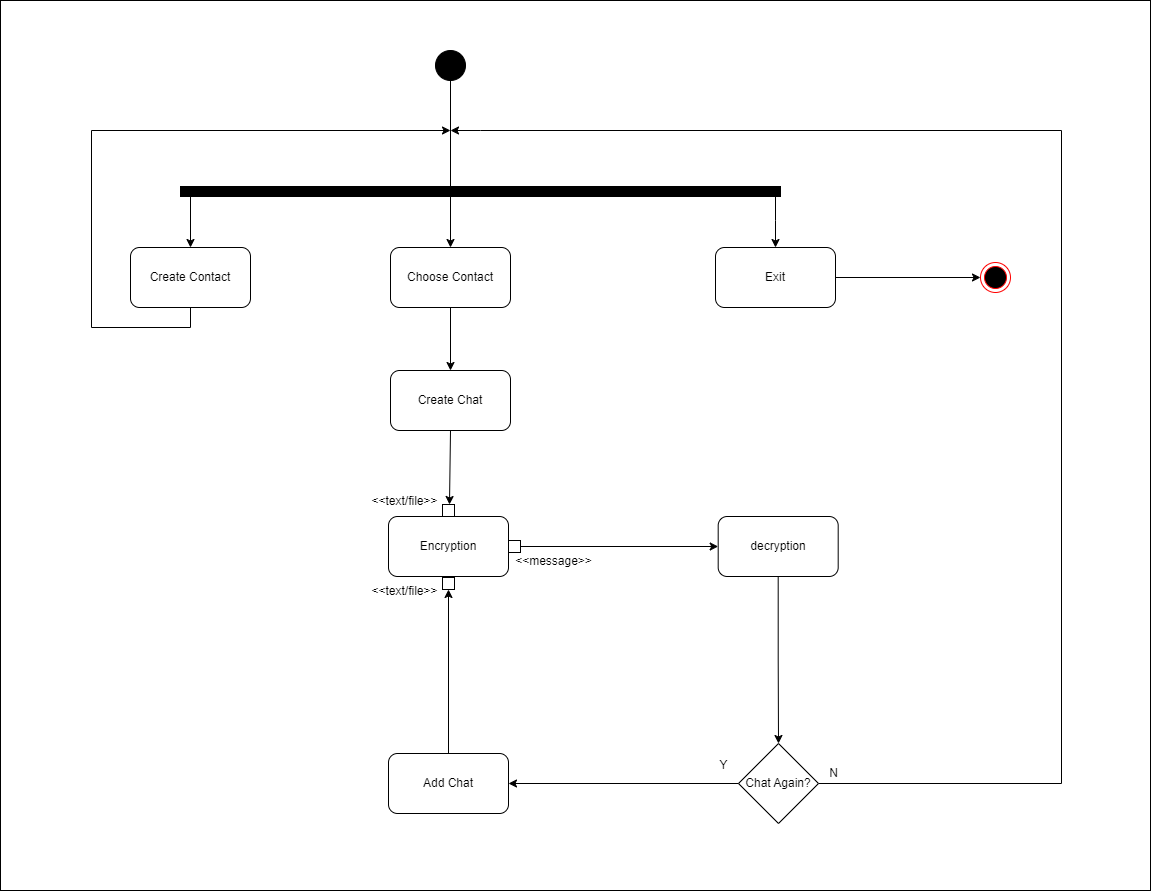 Create Contact
Choose Contact
Exit
Create Chat
<<text/file>>
Encryption
decryption
<<message>>
<<text/file>>
Y
N
Add Chat
Chat Again?